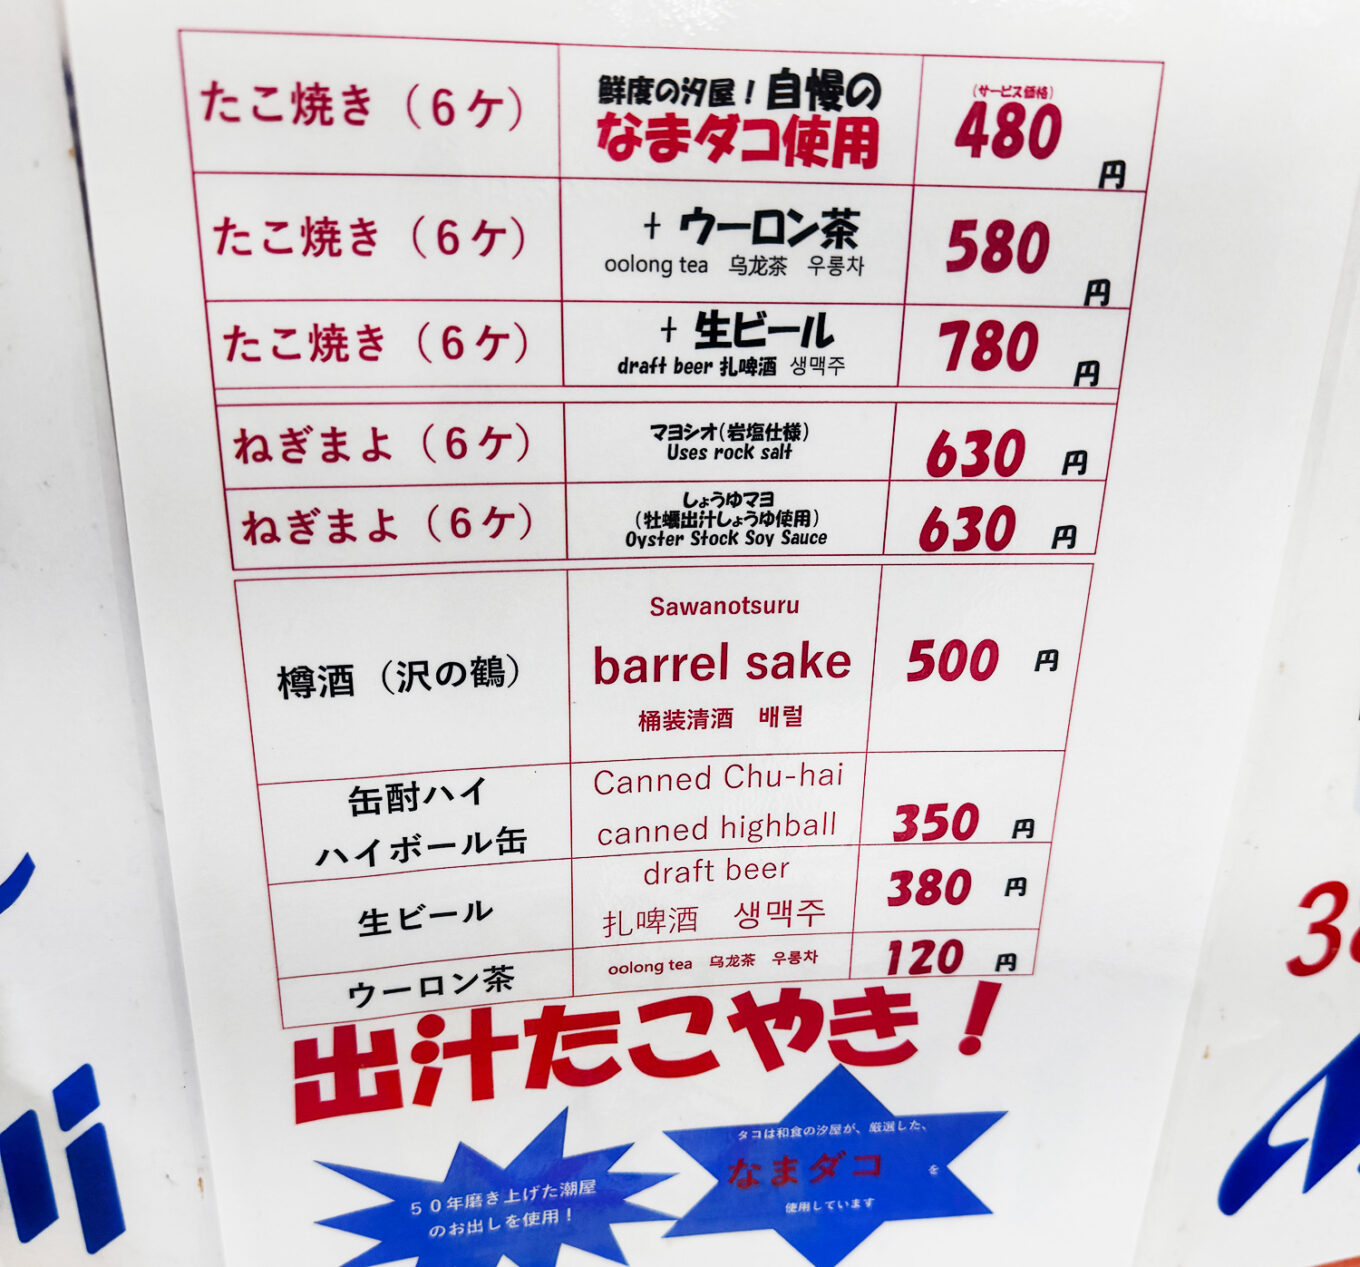 たこ焼き（6ケ）
鮮度の汐屋！自慢の
なまダコ使用
（サービス価格）
480
円
たこ焼き（6ケ）
+ ウーロン茶
oolong tea 乌龙茶 우롱차
580
円
たこ焼き（6ケ）
+ 生ビール
draft beer 扎啤酒 생맥주
780
円
ねぎまよ（6ケ）
マヨシオ（岩塩仕様）
Uses rock salt
630 円
ねぎまよ（6ケ）
しょうゆマヨ
（牡蠣出汁しょうゆ使用）
Oyster Stock Soy Sauce
630 円
樽酒（沢の鶴）
Sawanotsuru
barrel sake
桶装清酒 배럴
500 円
缶酎ハイ
ハイボール缶
Canned Chu-hai
canned highball
350 円
生ビール
draft beer
扎啤酒 생맥주
380 円
ウーロン茶
oolong tea 乌龙茶 우롱차
120 円
出汁たこやき！
５０年磨き上げた潮屋
のお出しを使用！
タコは和食の汐屋が、厳選した、
なまダコ を
使用しています